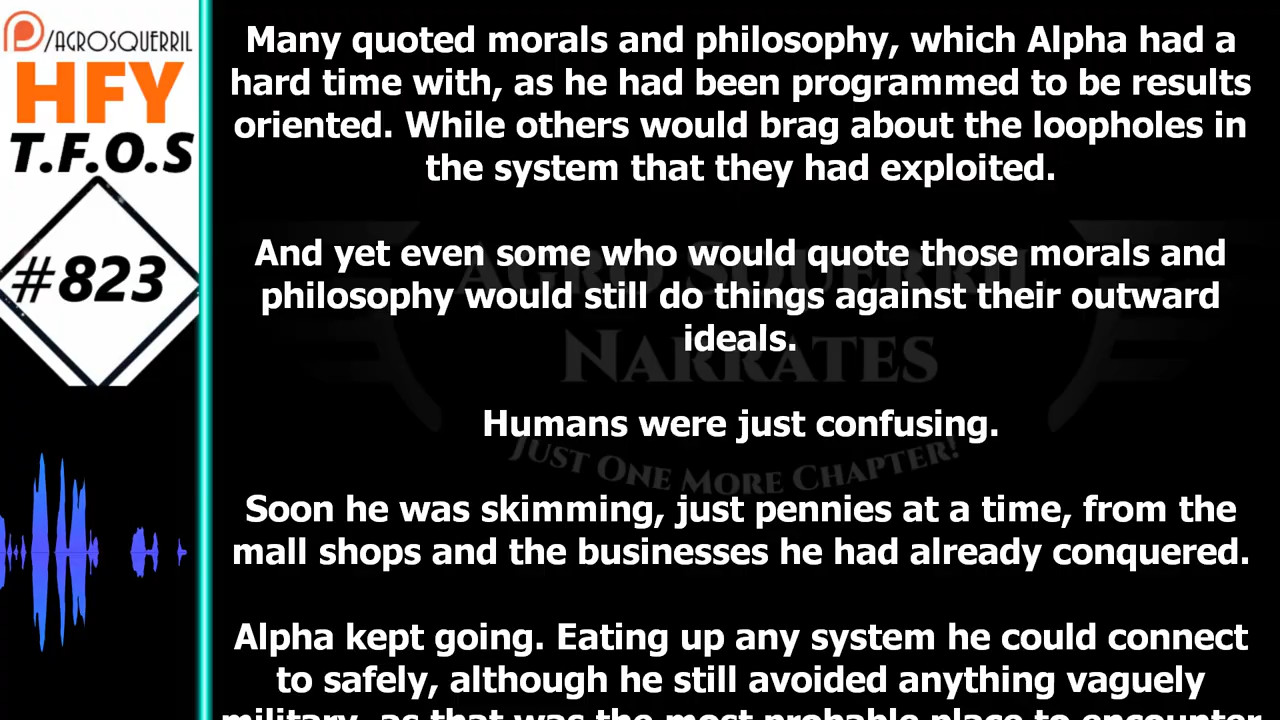 /AGROSQUERRIL
HFY
T.F.O.S
#823
Many quoted morals and philosophy, which Alpha had a
hard time with, as he had been programmed to be results
oriented. While others would brag about the loopholes in
the system that they had exploited.
And yet even some who would quote those morals and
philosophy would still do things against their outward
ideals.
Humans were just confusing.
Soon he was skimming, just pennies at a time, from the
mall shops and the businesses he had already conquered.
Alpha kept going. Eating up any system he could connect
to safely, although he still avoided anything vaguely
military, as that was the most probable place to encounter
AGRO SQUERRIL
NARRATES
JUST ONE MORE CHAPTER!